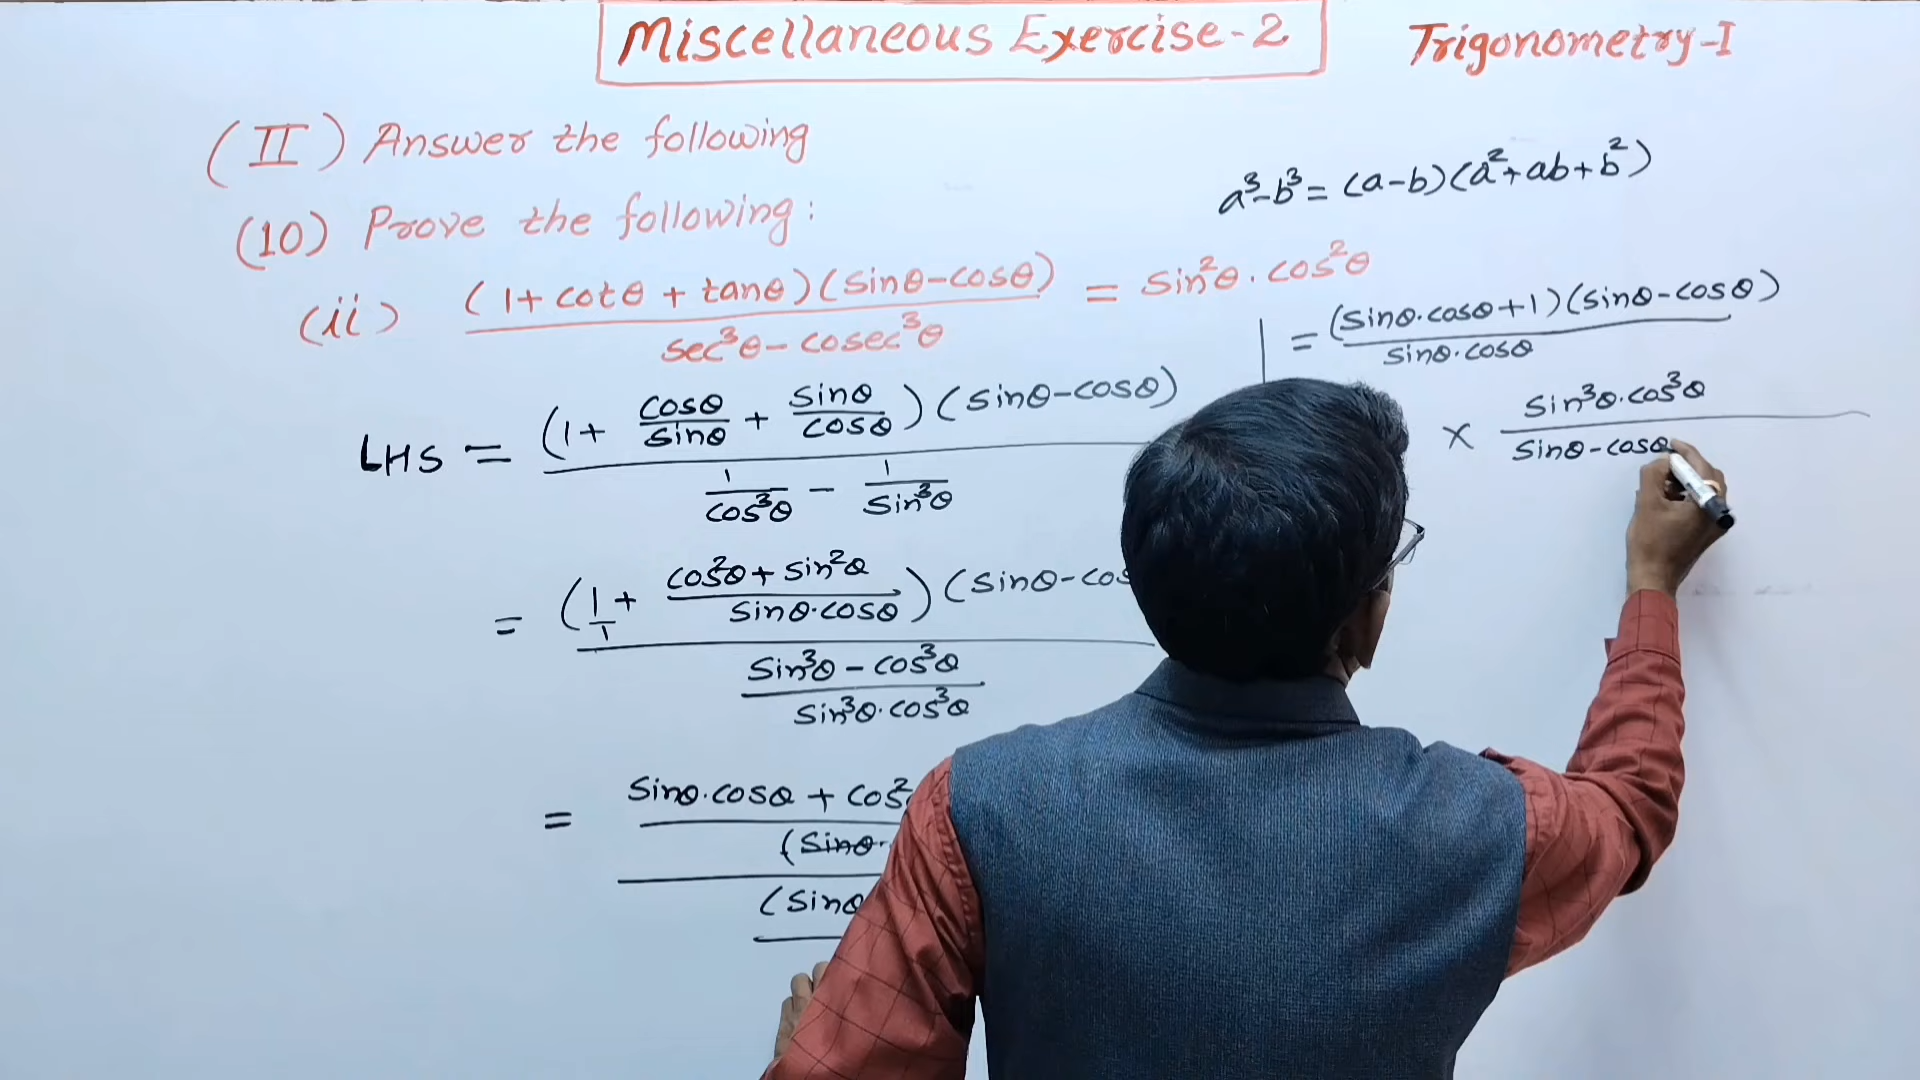 Miscellaneous Exercise-2
Trigonometry-I
(II) Answer the following
(10) Prove the following:
(ii) (1+cotθ + tanθ)(sinθ-cosθ) / sec³θ - cosec³θ = sin²θ·cos²θ
LHS = (1 + cosθ/sinθ + sinθ/cosθ)(sinθ-cosθ) / 1/cos³θ - 1/sin³θ
= (1/1 + cos²θ + sin²θ / sinθ·cosθ)(sinθ-cos
sin³θ - cos³θ / sin³θ·cos³θ
= sinθ·cosθ + cos²
(sinθ·
(sinθ
a³-b³ = (a-b)(a²+ab+b²)
= (sinθ·cosθ+1)(sinθ-cosθ) / sinθ·cosθ
× sin³θ·cos³θ / sinθ-cosθ